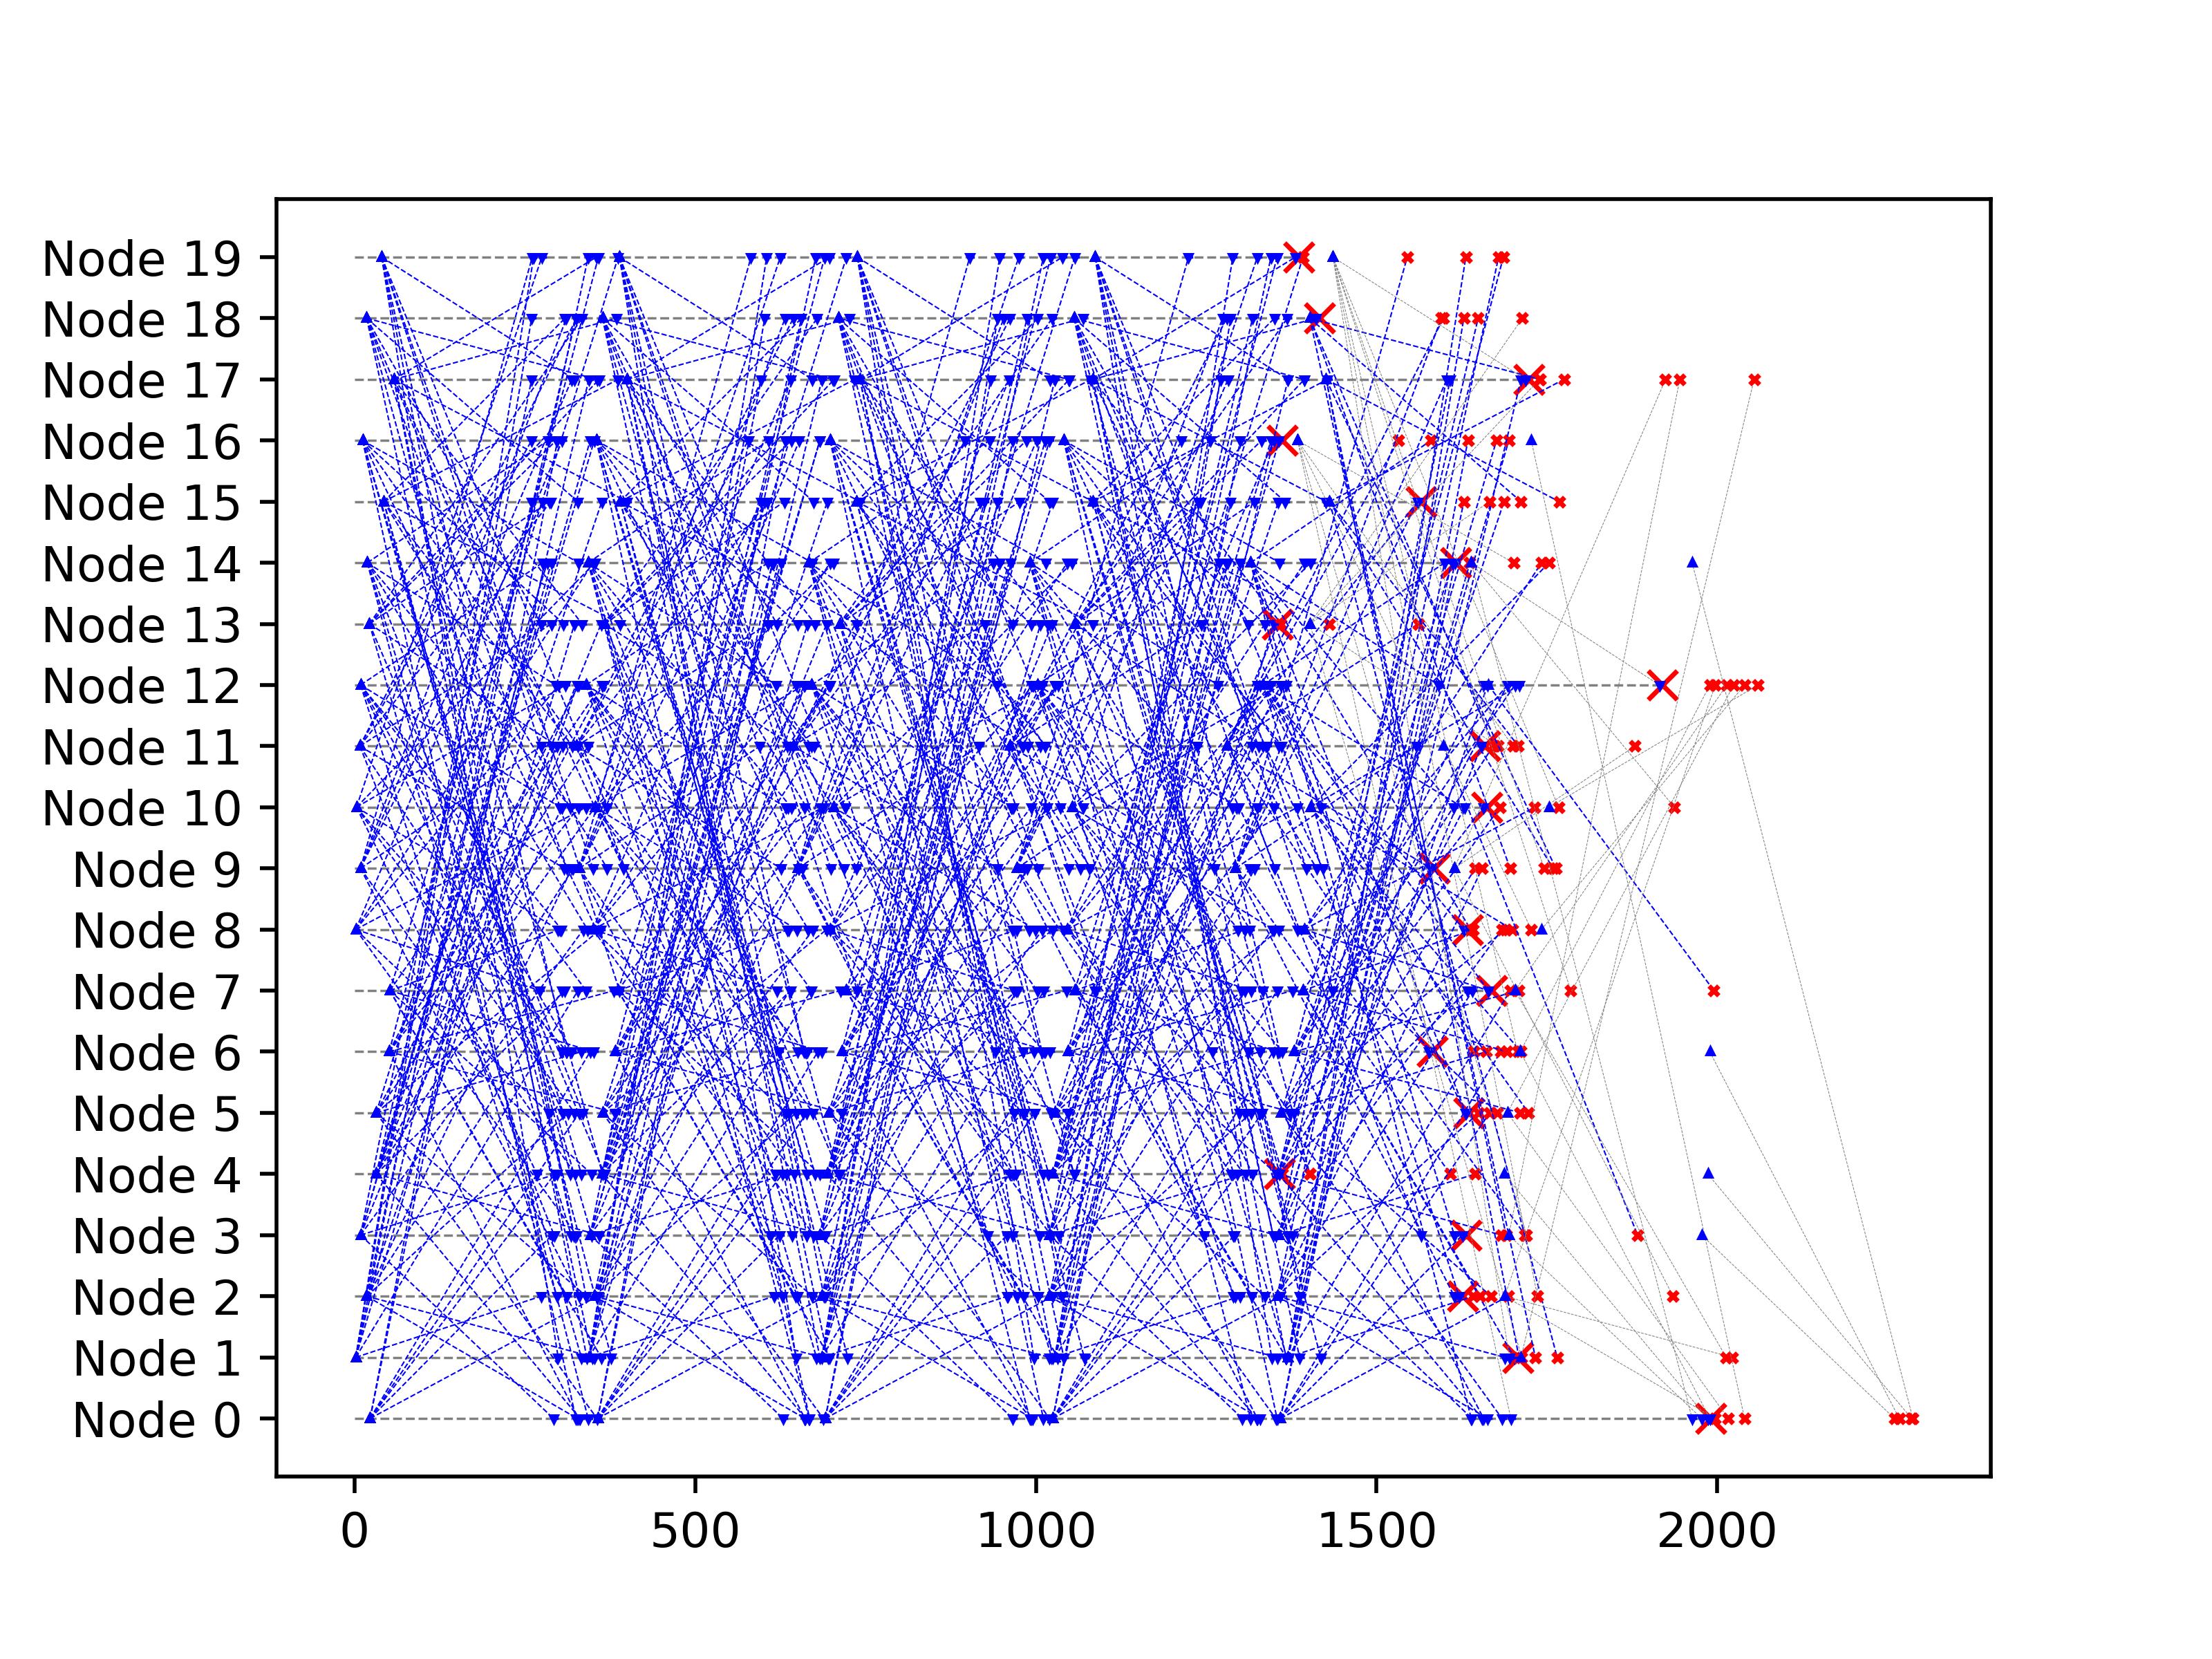 Node 19
Node 18
Node 17
Node 16
Node 15
Node 14
Node 13
Node 12
Node 11
Node 10
Node 9
Node 8
Node 7
Node 6
Node 5
Node 4
Node 3
Node 2
Node 1
Node 0
0 500 1000 1500 2000